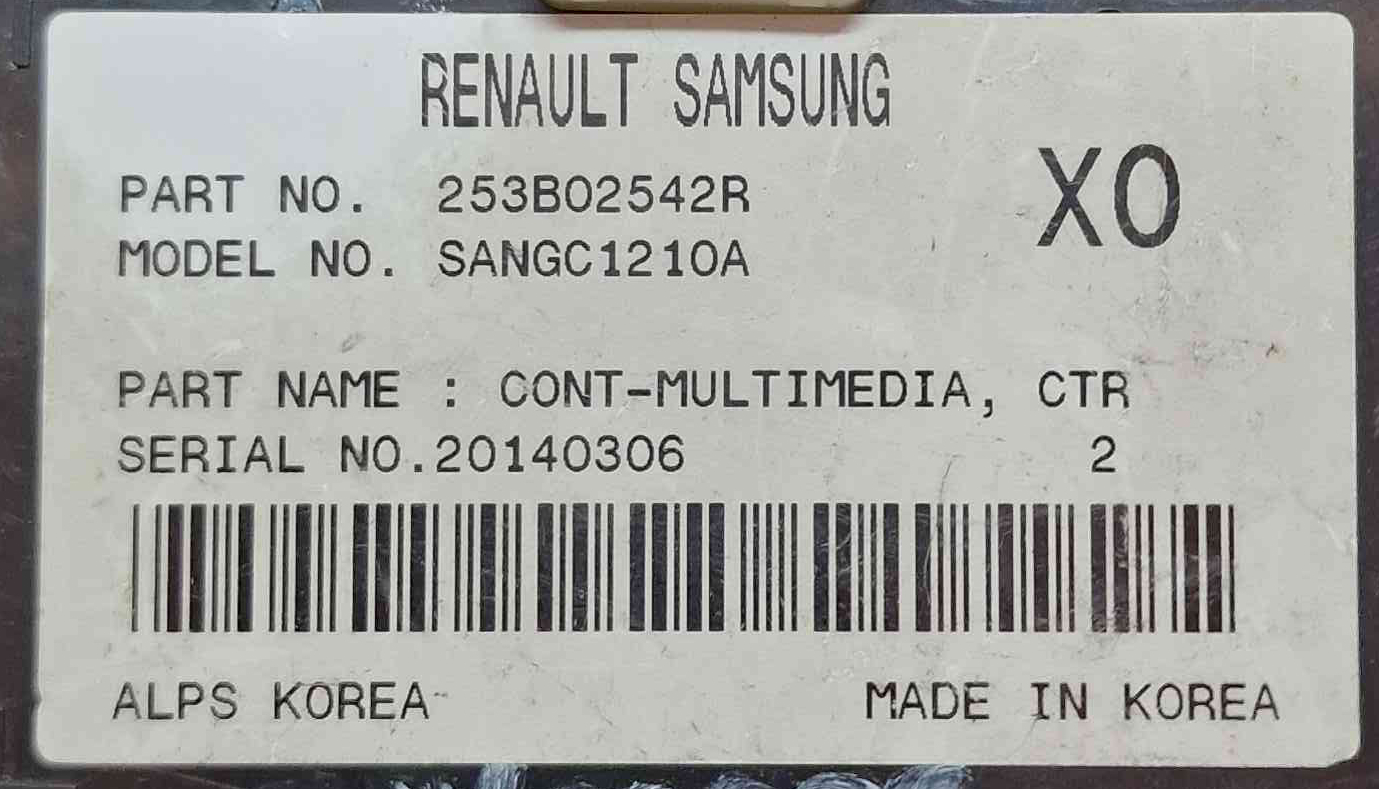 RENAULT SAMSUNG
XO
PART NO. 253B02542R
MODEL NO. SANGC1210A
PART NAME : CONT-MULTIMEDIA, CTR
SERIAL NO.20140306 2
ALPS KOREA
MADE IN KOREA